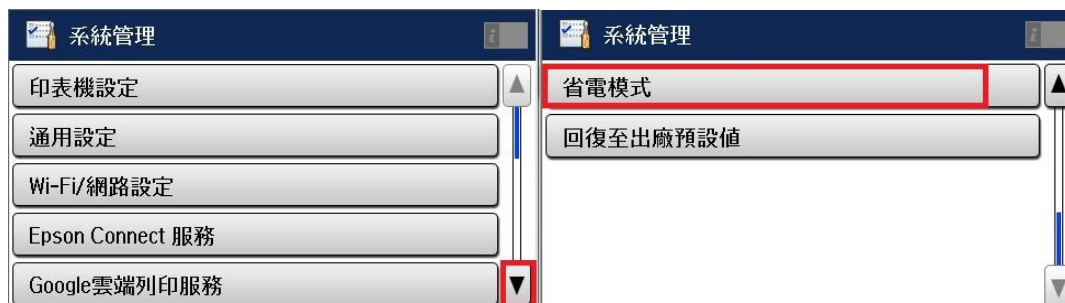 系統管理
印表機設定
通用設定
Wi-Fi/網路設定
Epson Connect 服務
Google雲端列印服務
系統管理
省電模式
回復至出廠預設值